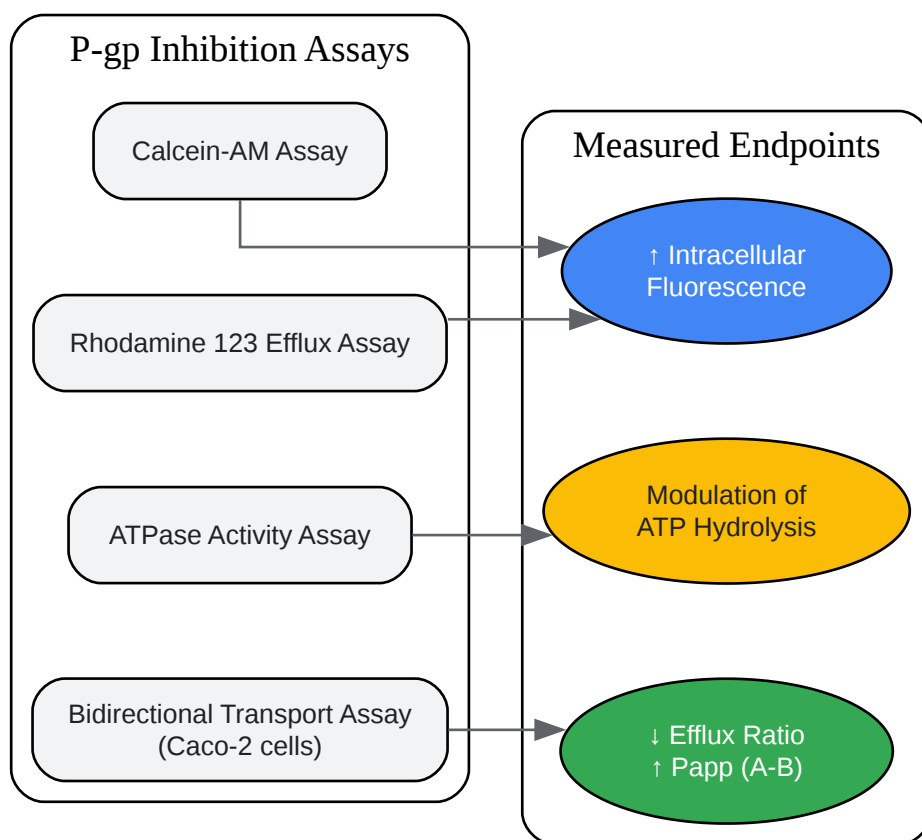 P-gp Inhibition Assays
Calcein-AM Assay
Rhodamine 123 Efflux Assay
ATPase Activity Assay
Bidirectional Transport Assay
(Caco-2 cells)
Measured Endpoints
↑ Intracellular
Fluorescence
Modulation of
ATP Hydrolysis
↓ Efflux Ratio
↑ Papp (A-B)